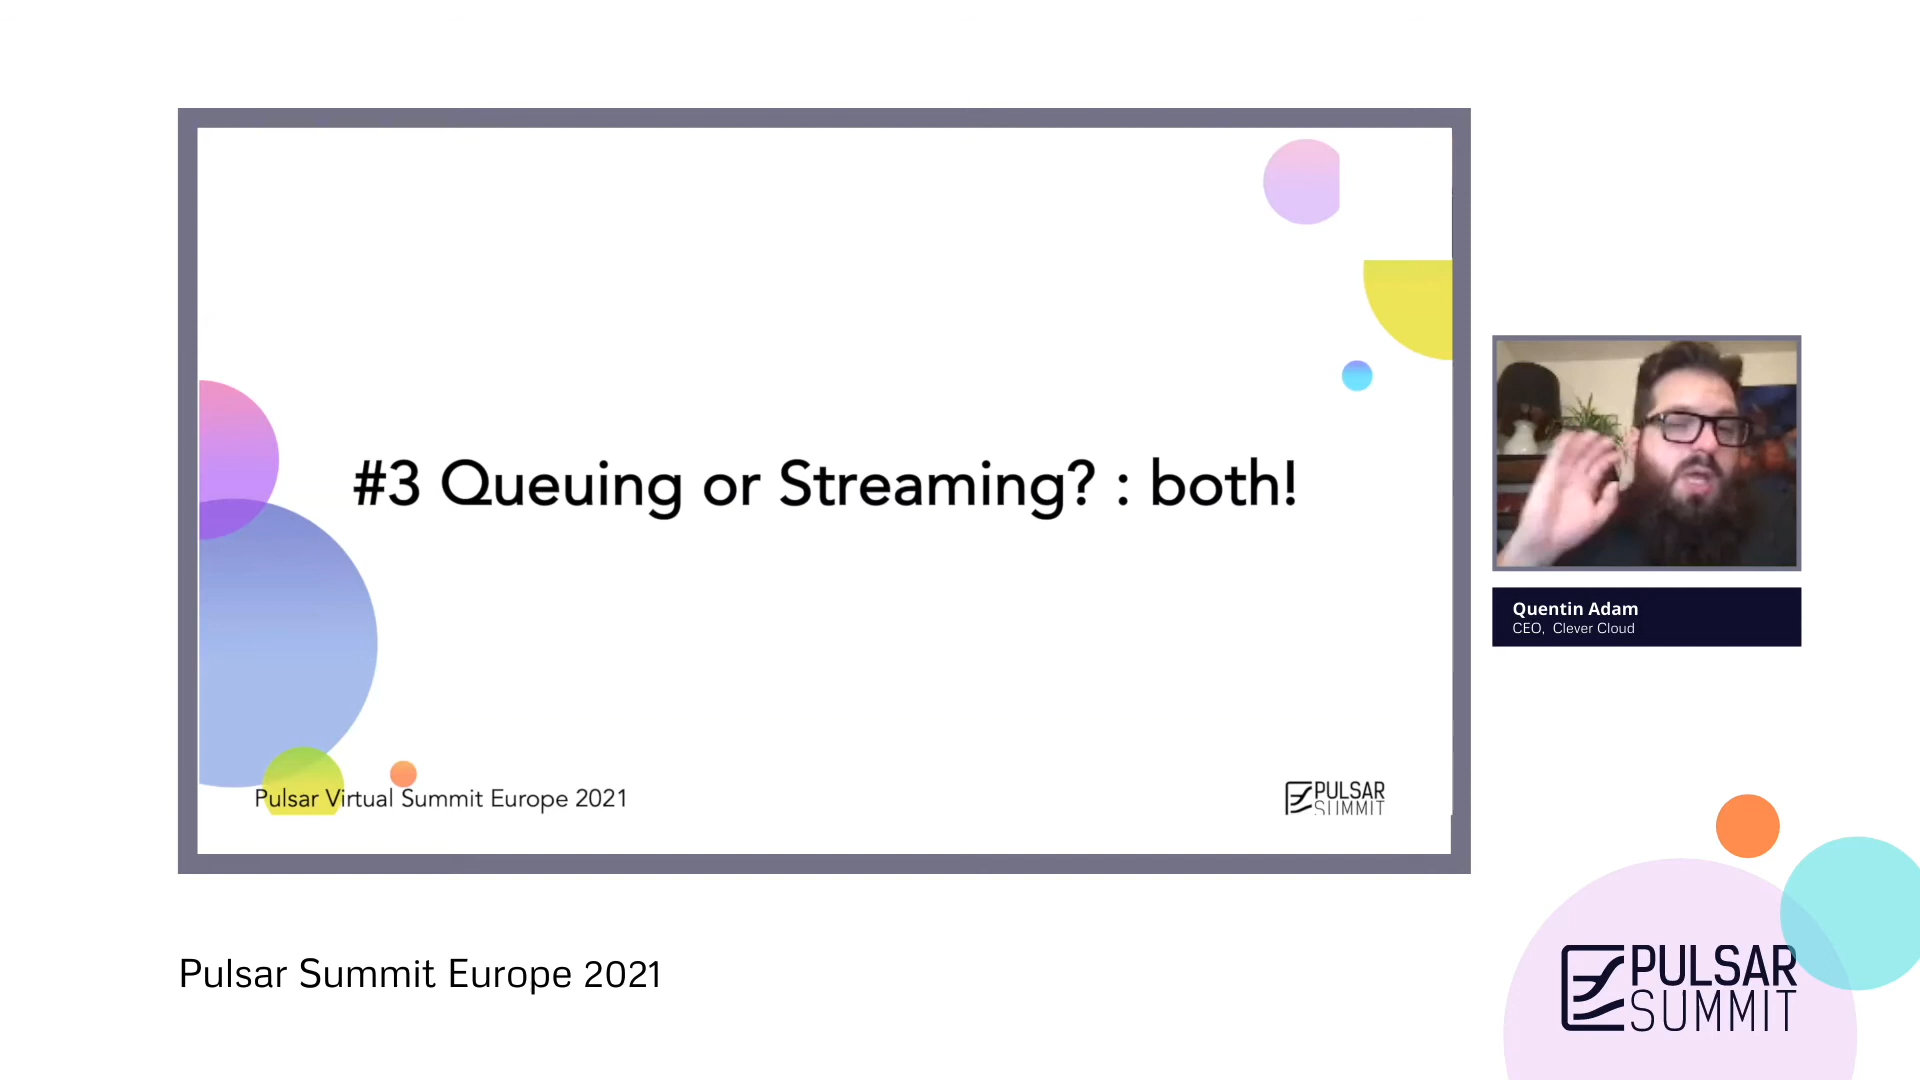 #3 Queuing or Streaming? : both!
Pulsar Virtual Summit Europe 2021
PULSAR
SUMMIT
Quentin Adam
CEO, Clever Cloud
Pulsar Summit Europe 2021
PULSAR
SUMMIT